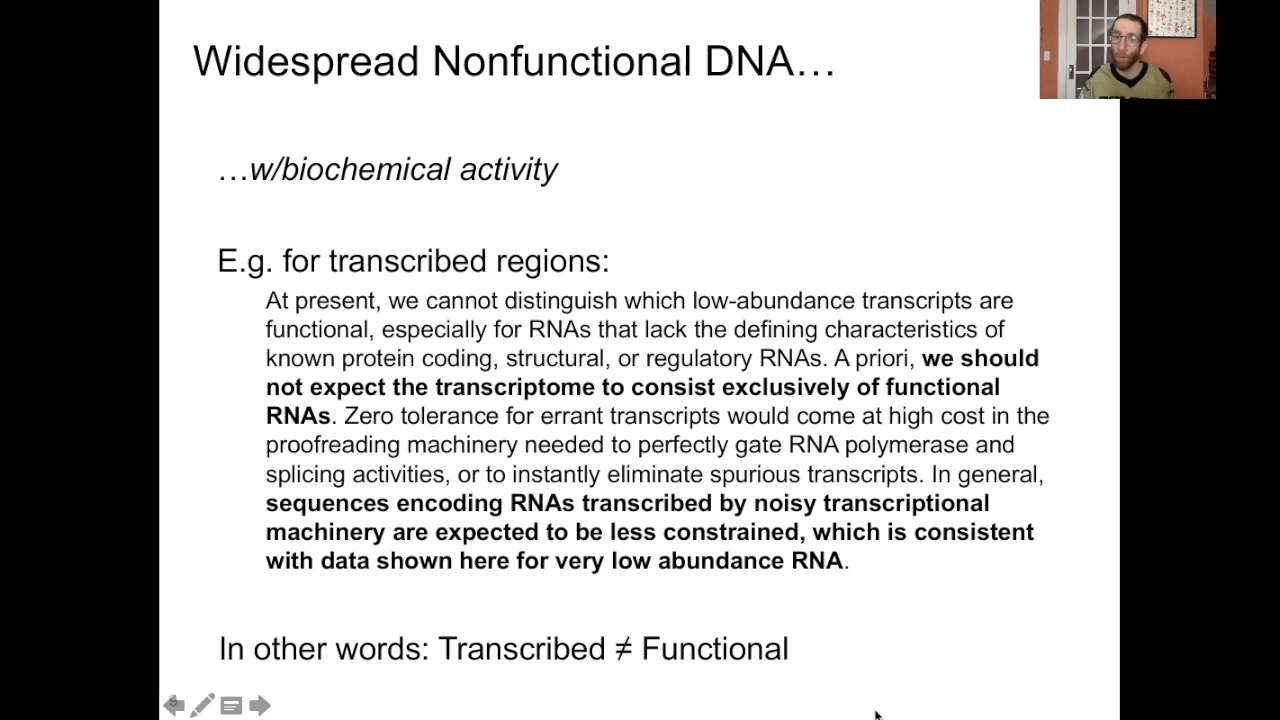 Widespread Nonfunctional DNA…
…w/biochemical activity
E.g. for transcribed regions:
At present, we cannot distinguish which low-abundance transcripts are
functional, especially for RNAs that lack the defining characteristics of
known protein coding, structural, or regulatory RNAs. A priori, we should
not expect the transcriptome to consist exclusively of functional
RNAs. Zero tolerance for errant transcripts would come at high cost in the
proofreading machinery needed to perfectly gate RNA polymerase and
splicing activities, or to instantly eliminate spurious transcripts. In general,
sequences encoding RNAs transcribed by noisy transcriptional
machinery are expected to be less constrained, which is consistent
with data shown here for very low abundance RNA.
In other words: Transcribed ≠ Functional